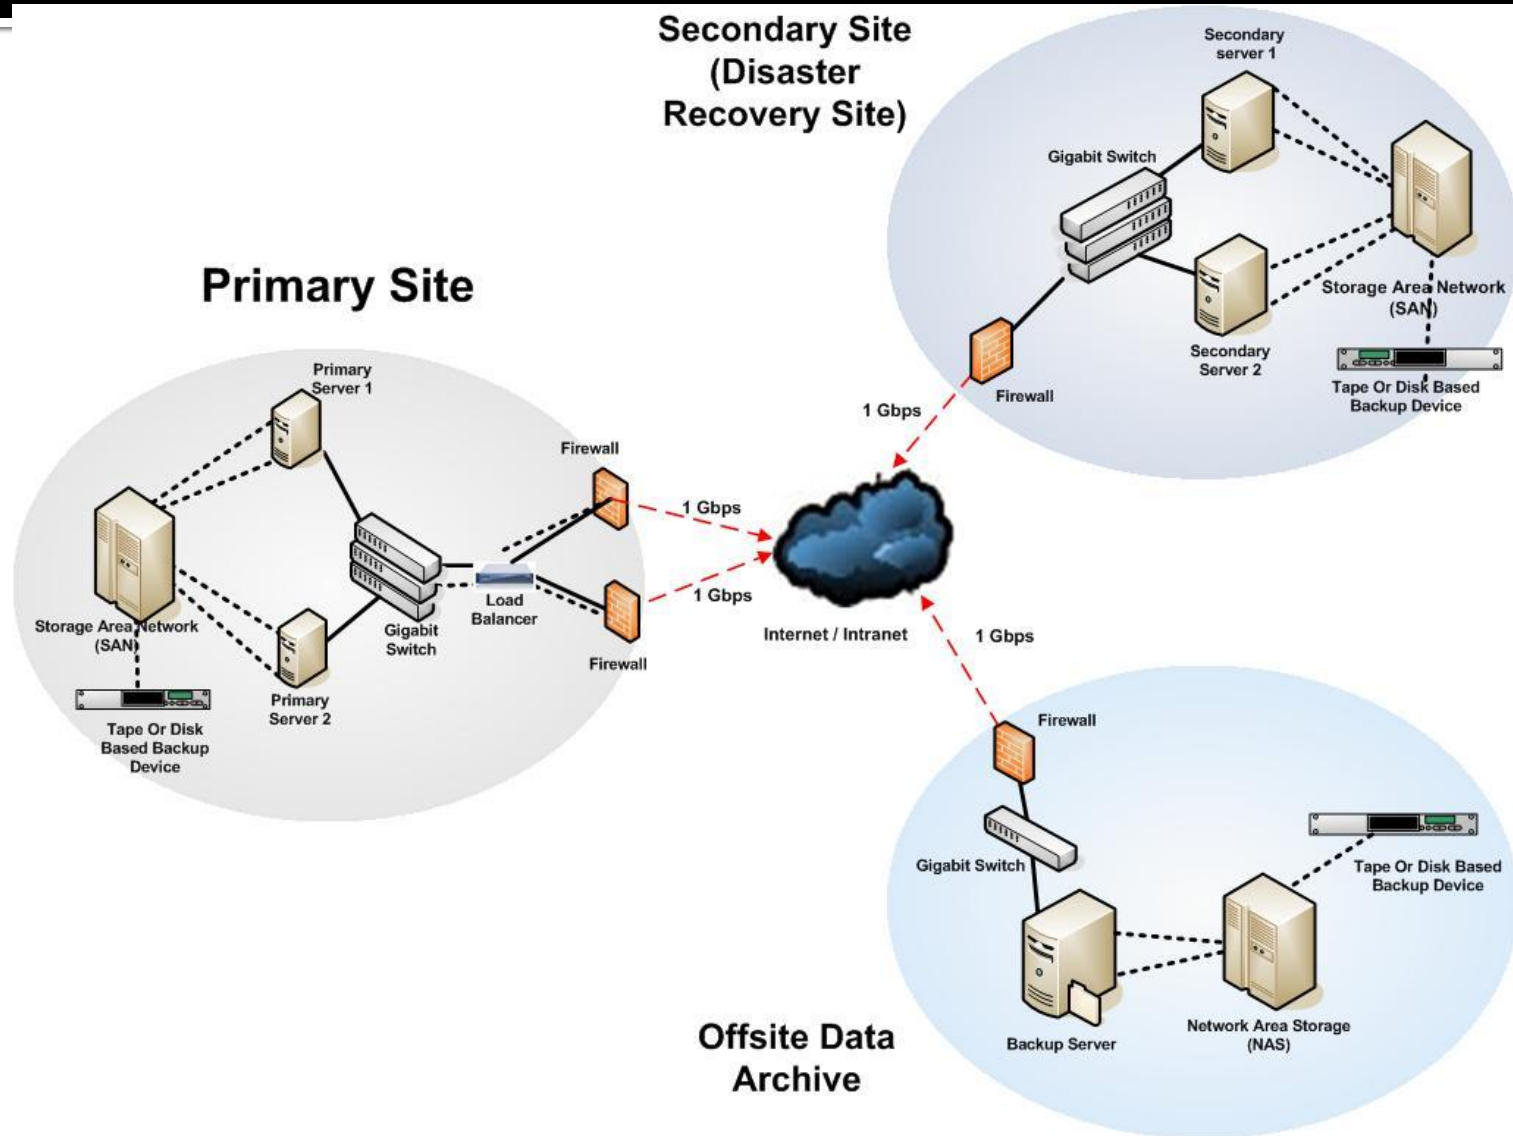 Secondary Site
(Disaster
Recovery Site)
Secondary
server 1
Gigabit Switch
Storage Area Network
(SAN)
Secondary
Server 2
Tape Or Disk Based
Backup Device
Firewall
1 Gbps
Primary Site
Primary
Server 1
Firewall
1 Gbps
1 Gbps
Load
Balancer
Gigabit
Switch
Storage Area Network
(SAN)
Firewall
Primary
Server 2
Tape Or Disk
Based Backup
Device
Internet / Intranet
1 Gbps
Firewall
Gigabit Switch
Tape Or Disk Based
Backup Device
Backup Server
Network Area Storage
(NAS)
Offsite Data
Archive